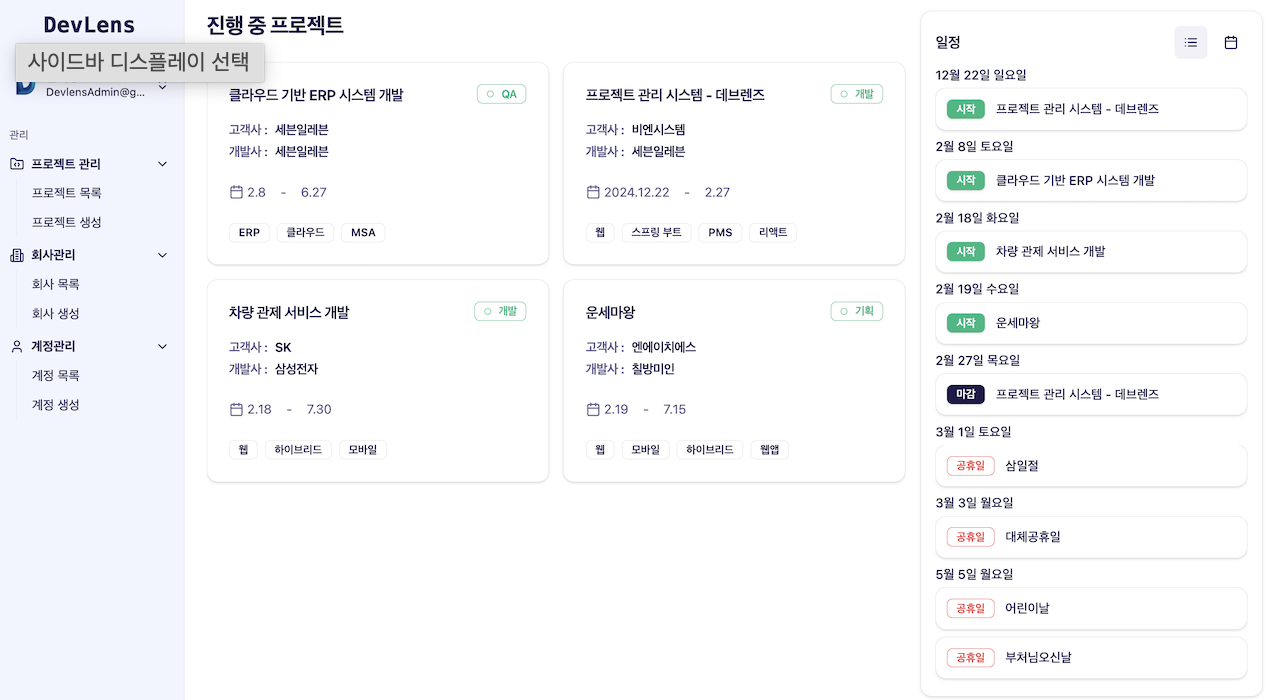 DevLens
사이드바 디스플레이 선택
DevlensAdmin@g...
관리
프로젝트 관리
프로젝트 목록
프로젝트 생성
회사관리
회사 목록
회사 생성
계정관리
계정 목록
계정 생성
진행 중 프로젝트
클라우드 기반 ERP 시스템 개발
QA
고객사 : 세븐일레븐
개발사 : 세븐일레븐
2.8 - 6.27
ERP 클라우드 MSA
프로젝트 관리 시스템 - 데브렌즈
개발
고객사 : 비엔시스템
개발사 : 세븐일레븐
2024.12.22 - 2.27
웹 스프링 부트 PMS 리액트
차량 관제 서비스 개발
개발
고객사 : SK
개발사 : 삼성전자
2.18 - 7.30
웹 하이브리드 모바일
운세마왕
기획
고객사 : 엔에이치에스
개발사 : 칠방미인
2.19 - 7.15
웹 모바일 하이브리드 웹앱
일정
12월 22일 일요일
시작 프로젝트 관리 시스템 - 데브렌즈
2월 8일 토요일
시작 클라우드 기반 ERP 시스템 개발
2월 18일 화요일
시작 차량 관제 서비스 개발
2월 19일 수요일
시작 운세마왕
2월 27일 목요일
마감 프로젝트 관리 시스템 - 데브렌즈
3월 1일 토요일
공휴일 삼일절
3월 3일 월요일
공휴일 대체공휴일
5월 5일 월요일
공휴일 어린이날
공휴일 부처님오신날